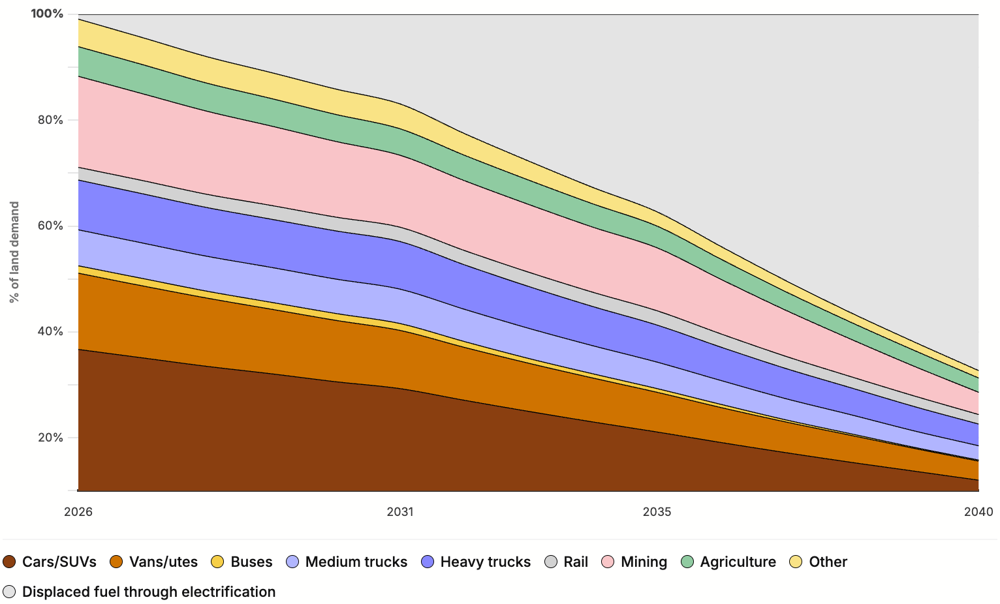 100%
80%
60%
40%
20%
% of land demand
2026 2031 2035 2040
Cars/SUVs Vans/utes Buses Medium trucks Heavy trucks Rail Mining Agriculture Other
Displaced fuel through electrification